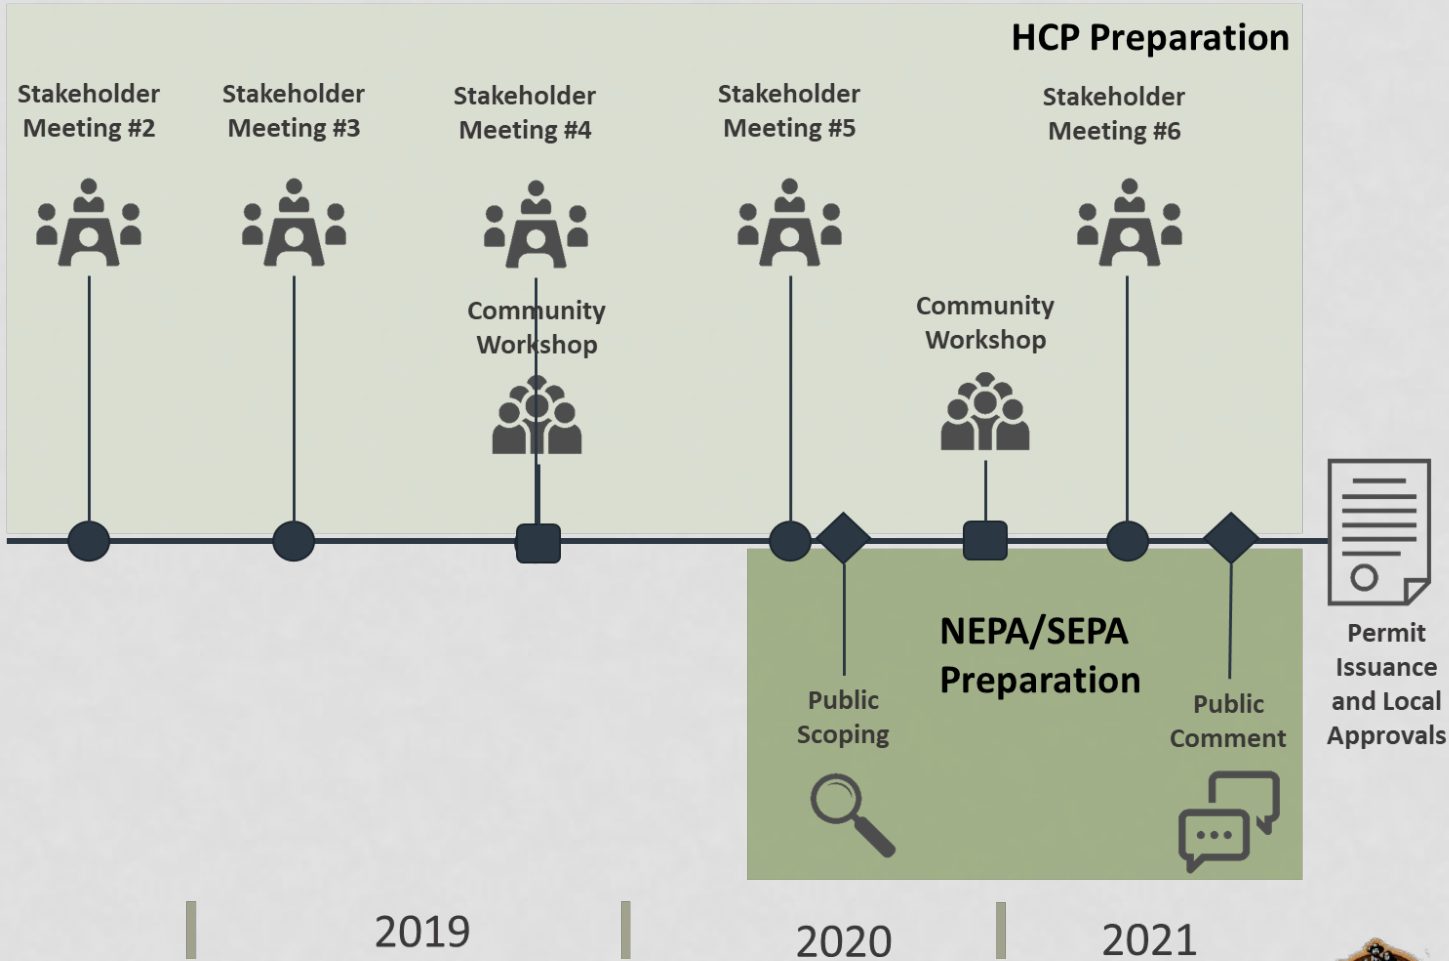 HCP Preparation
Stakeholder
Meeting #2
Stakeholder
Meeting #3
Stakeholder
Meeting #4
Stakeholder
Meeting #5
Stakeholder
Meeting #6
Community
Workshop
Community
Workshop
NEPA/SEPA
Preparation
Public
Scoping
Public
Comment
Permit
Issuance
and Local
Approvals
2019
2020
2021